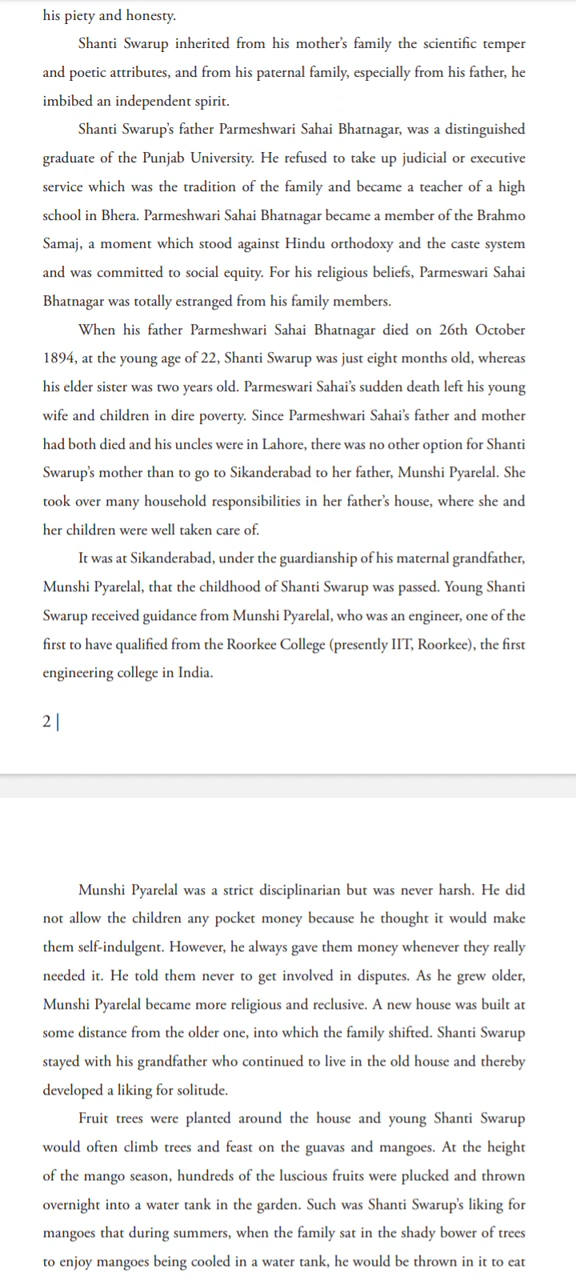 his piety and honesty.
Shanti Swarup inherited from his mother's family the scientific temper
and poetic attributes, and from his paternal family, especially from his father, he
imbibed an independent spirit.
Shanti Swarup's father Parmeshwari Sahai Bhatnagar, was a distinguished
graduate of the Punjab University. He refused to take up judicial or executive
service which was the tradition of the family and became a teacher of a high
school in Bhera. Parmeshwari Sahai Bhatnagar became a member of the Brahmo
Samaj, a moment which stood against Hindu orthodoxy and the caste system
and was committed to social equity. For his religious beliefs, Parmeswari Sahai
Bhatnagar was totally estranged from his family members.
When his father Parmeshwari Sahai Bhatnagar died on 26th October
1894, at the young age of 22, Shanti Swarup was just eight months old, whereas
his elder sister was two years old. Parmeswari Sahai's sudden death left his young
wife and children in dire poverty. Since Parmeshwari Sahai's father and mother
had both died and his uncles were in Lahore, there was no other option for Shanti
Swarup's mother than to go to Sikanderabad to her father, Munshi Pyarelal. She
took over many household responsibilities in her father's house, where she and
her children were well taken care of.
It was at Sikanderabad, under the guardianship of his maternal grandfather,
Munshi Pyarelal, that the childhood of Shanti Swarup was passed. Young Shanti
Swarup received guidance from Munshi Pyarelal, who was an engineer, one of the
first to have qualified from the Roorkee College (presently IIT, Roorkee), the first
engineering college in India.
2 |
Munshi Pyarelal was a strict disciplinarian but was never harsh. He did
not allow the children any pocket money because he thought it would make
them self-indulgent. However, he always gave them money whenever they really
needed it. He told them never to get involved in disputes. As he grew older,
Munshi Pyarelal became more religious and reclusive. A new house was built at
some distance from the older one, into which the family shifted. Shanti Swarup
stayed with his grandfather who continued to live in the old house and thereby
developed a liking for solitude.
Fruit trees were planted around the house and young Shanti Swarup
would often climb trees and feast on the guavas and mangoes. At the height
of the mango season, hundreds of the luscious fruits were plucked and thrown
overnight into a water tank in the garden. Such was Shanti Swarup's liking for
mangoes that during summers, when the family sat in the shady bower of trees
to enjoy mangoes being cooled in a water tank, he would be thrown in it to eat